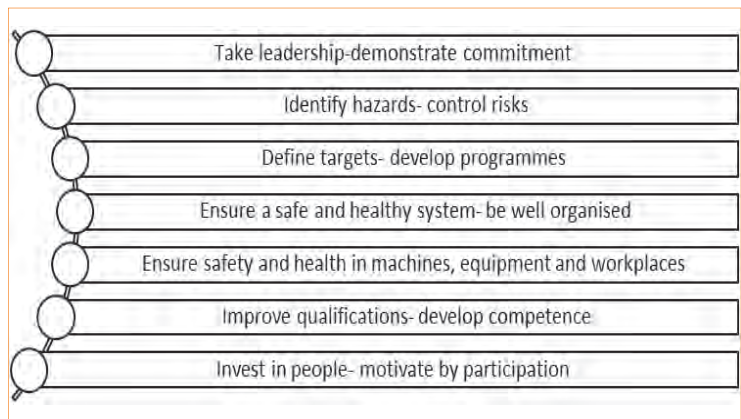 Take leadership-demonstrate commitment
Identify hazards- control risks
Define targets- develop programmes
Ensure a safe and healthy system- be well organised
Ensure safety and health in machines, equipment and workplaces
Improve qualifications- develop competence
Invest in people- motivate by participation